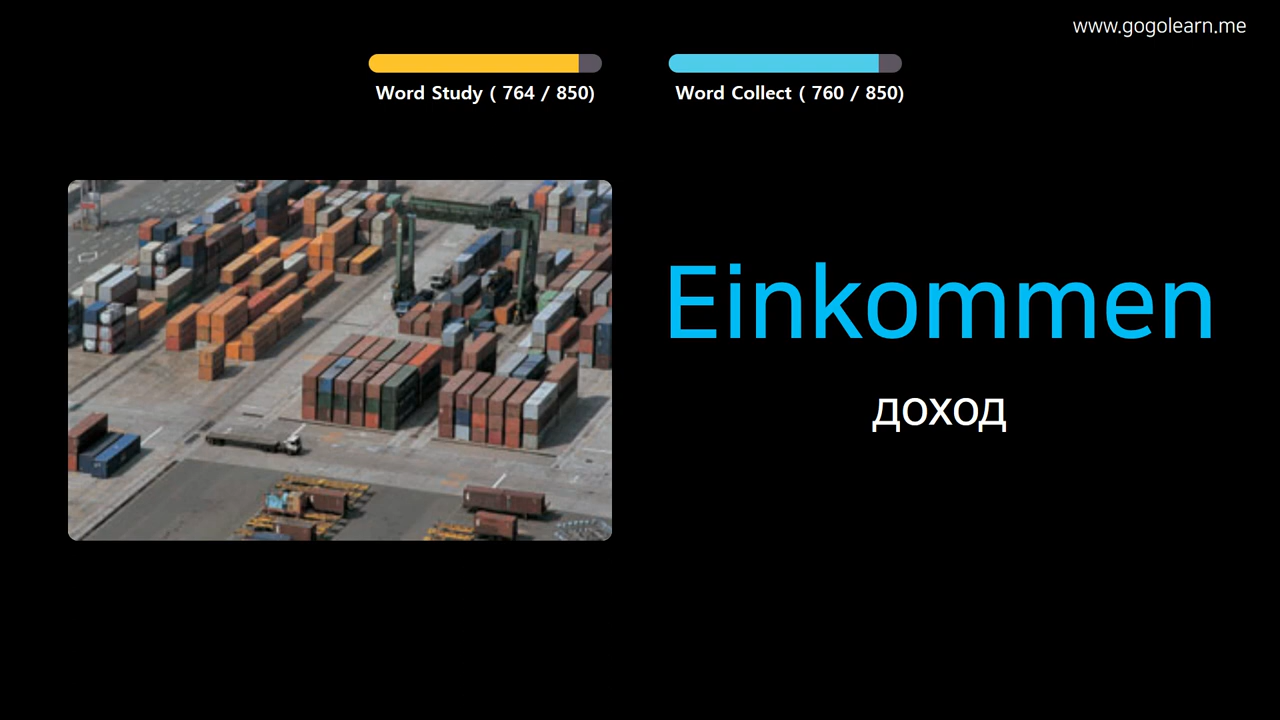 www.gogolearn.me
Word Study ( 764 / 850)
Word Collect ( 760 / 850)
Einkommen
доход